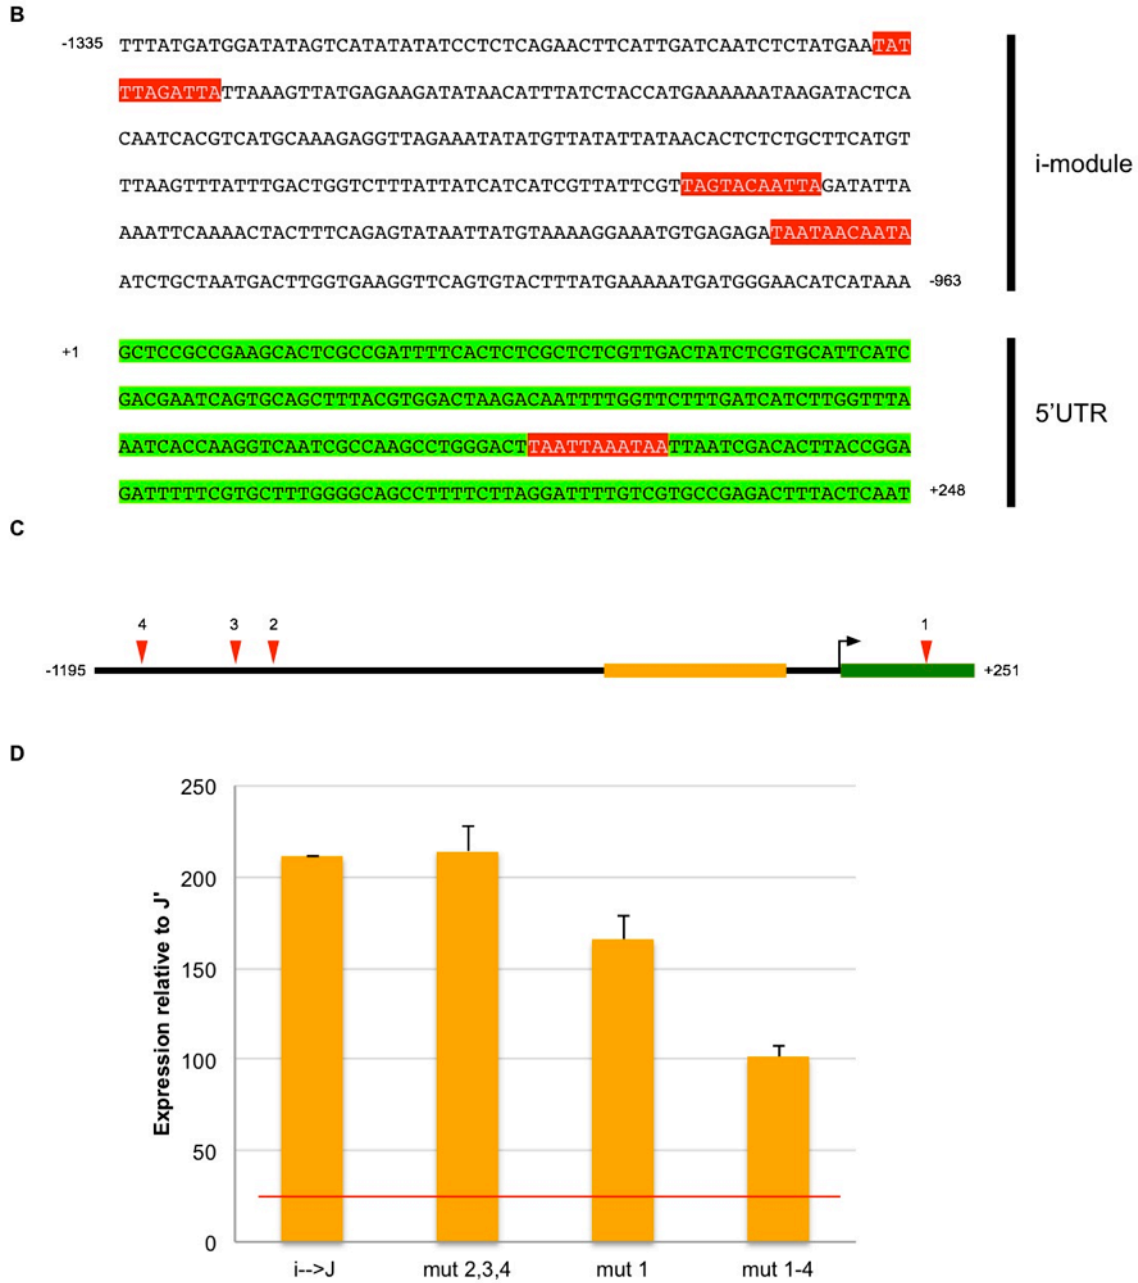 B
-1335 TTTATGATGGATATAGTCATATATATCCTCTCAGAACTTCATTGATCAATCTCTATGAATAT
TTAGATTATTAAAGTTATGAGAAGATATAACATTTATCTACCATGAAAAAATAAGATACTCA
CAATCACGTCATGCAAAGAGGTTAGAAATATATGTTATATTATAACACTCTCTGCTTCATGT
i-module
TTAAGTTTATTTGACTGGTCTTTATTATCATCATCGTTATTCGTTAGTACAATTAGATATTA
AAATTCAAAACTACTTTCAGAGTATAATTATGTAAAAGGAAATGTGAGAGATAATAACAATA
ATCTGCTAATGACTTGGTGAAGGTTCAGTGTACTTTATGAAAAATGATGGGAACATCATAAA -963
+1 GCTCCGCCGAAGCACTCGCCGATTTTCACTCTCGCTCTCGTTGACTATCTCGTGCATTCATC
GACGAATCAGTGCAGCTTTACGTGGACTAAGACAATTTTGGTTCTTTGATCATCTTGGTTTA
5'UTR
AATCACCAAGGTCAATCGCCAAGCCTGGGACTTAATTAAATAATTAATCGACACTTACCGGA
GATTTTTCGTGCTTTGGGGCAGCCTTTTCTTAGGATTTTGTCGTGCCGAGACTTTACTCAAT +248
C
4 3 2 1
-1195 +251
D
Expression relative to J'
250
200
150
100
50
0
i-->J mut 2,3,4 mut 1 mut 1-4